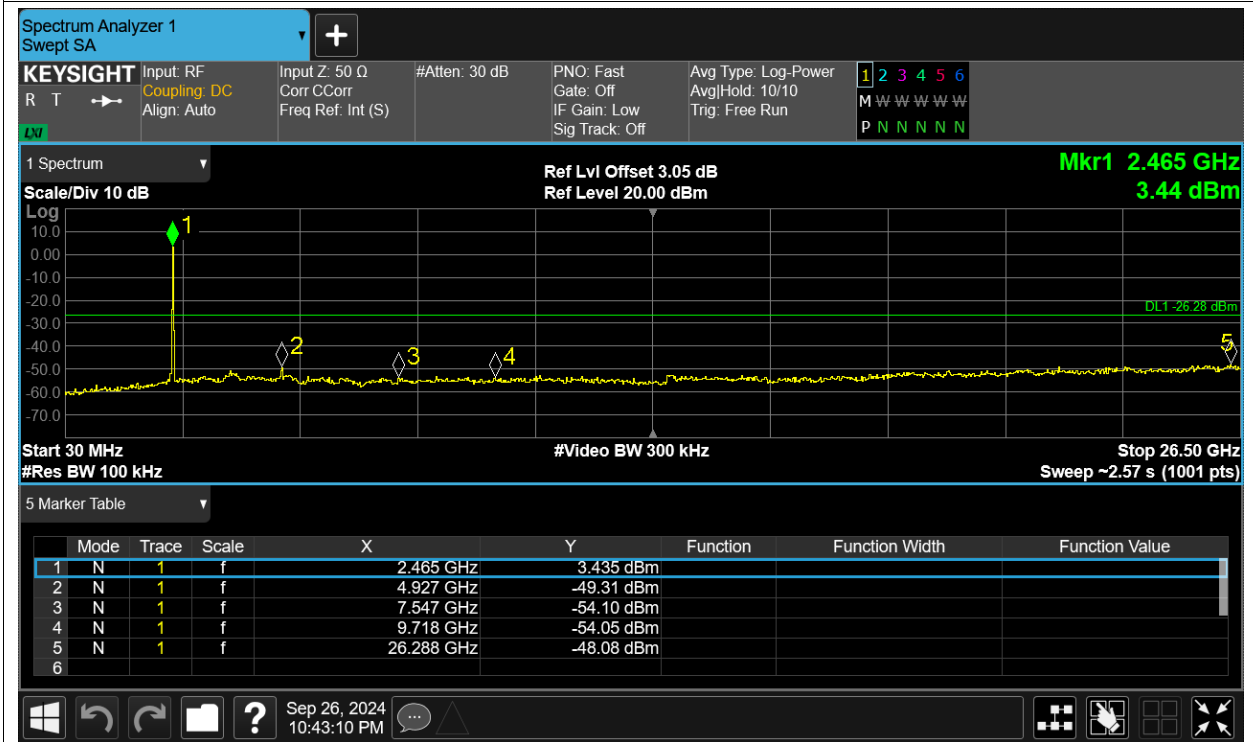 Spectrum Analyzer 1
Swept SA
+
KEYSIGHT
R T
LXI
Input: RF
Coupling: DC
Align: Auto
Input Z: 50 Ω
Corr CCorr
Freq Ref: Int (S)
#Atten: 30 dB
PNO: Fast
Gate: Off
IF Gain: Low
Sig Track: Off
Avg Type: Log-Power
Avg|Hold: 10/10
Trig: Free Run
1 2 3 4 5 6
M W W W W W
P N N N N N
1 Spectrum
Scale/Div 10 dB
Ref Lvl Offset 3.05 dB
Ref Level 20.00 dBm
Mkr1 2.465 GHz
3.44 dBm
Log
10.0
0.00
-10.0
-20.0
-30.0
-40.0
-50.0
-60.0
-70.0
1
2
3
4
5
DL1 -26.28 dBm
Start 30 MHz
#Res BW 100 kHz
#Video BW 300 kHz
Stop 26.50 GHz
Sweep ~2.57 s (1001 pts)
5 Marker Table
Mode Trace Scale X Y Function Function Width Function Value
1 N 1 f 2.465 GHz 3.435 dBm
2 N 1 f 4.927 GHz -49.31 dBm
3 N 1 f 7.547 GHz -54.10 dBm
4 N 1 f 9.718 GHz -54.05 dBm
5 N 1 f 26.288 GHz -48.08 dBm
6
?
Sep 26, 2024
10:43:10 PM